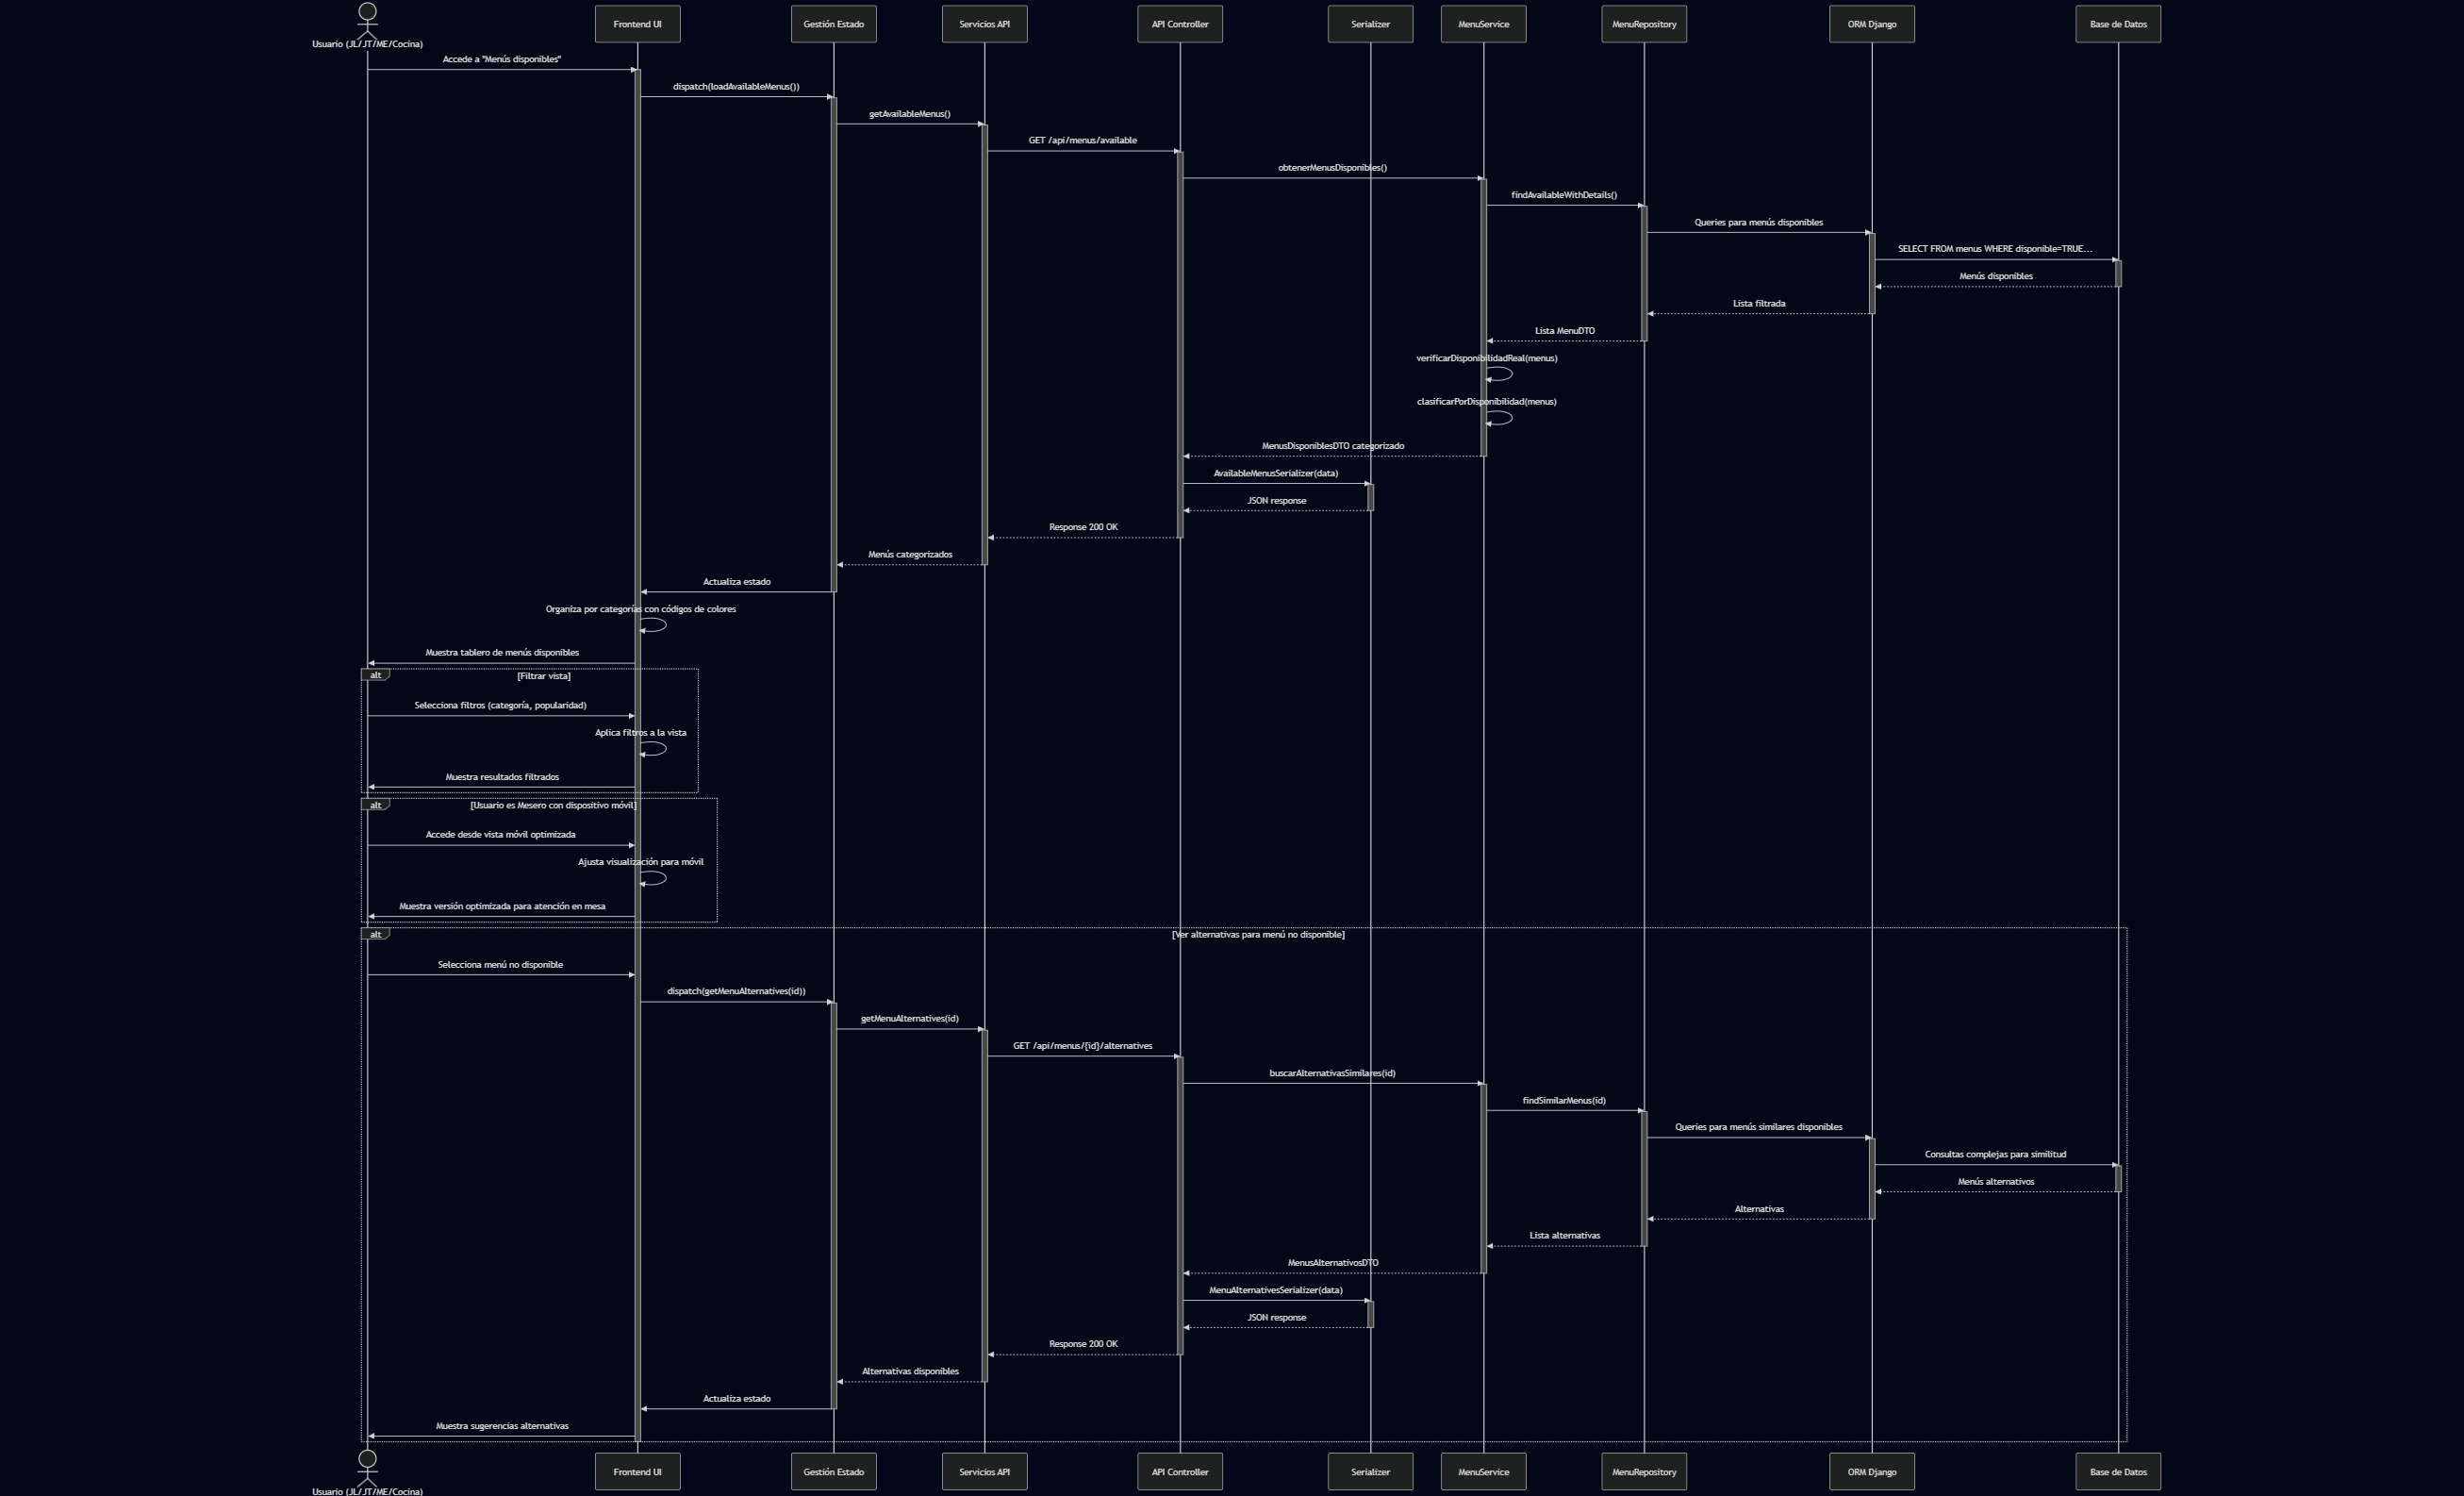 Usuario (JL/JT/ME/Cocina)
Frontend UI
Gestión Estado
Servicios API
API Controller
Serializer
MenuService
MenuRepository
ORM Django
Base de Datos
Accede a "Menús disponibles"
dispatch(loadAvailableMenus())
getAvailableMenus()
GET /api/menus/available
obtenerMenusDisponibles()
findAvailableWithDetails()
Queries para menús disponibles
SELECT FROM menus WHERE disponible=TRUE...
Menús disponibles
Lista filtrada
Lista MenuDTO
verificarDisponibilidadReal(menus)
clasificarPorDisponibilidad(menus)
MenusDisponiblesDTO categorizado
AvailableMenusSerializer(data)
JSON response
Response 200 OK
Menús categorizados
Actualiza estado
Organiza por categorías con códigos de colores
Muestra tablero de menús disponibles
alt
[Filtrar vista]
Selecciona filtros (categoría, popularidad)
Aplica filtros a la vista
Muestra resultados filtrados
alt
[Usuario es Mesero con dispositivo móvil]
Accede desde vista móvil optimizada
Ajusta visualización para móvil
Muestra versión optimizada para atención en mesa
alt
[Ver alternativas para menú no disponible]
Selecciona menú no disponible
dispatch(getMenuAlternatives(id))
getMenuAlternatives(id)
GET /api/menus/{id}/alternatives
buscarAlternativasSimilares(id)
findSimilarMenus(id)
Queries para menús similares disponibles
Consultas complejas para similitud
Menús alternativos
Alternativas
Lista alternativas
MenusAlternativosDTO
MenuAlternativesSerializer(data)
JSON response
Response 200 OK
Alternativas disponibles
Actualiza estado
Muestra sugerencias alternativas
Usuario (JL/JT/ME/Cocina)
Frontend UI
Gestión Estado
Servicios API
API Controller
Serializer
MenuService
MenuRepository
ORM Django
Base de Datos